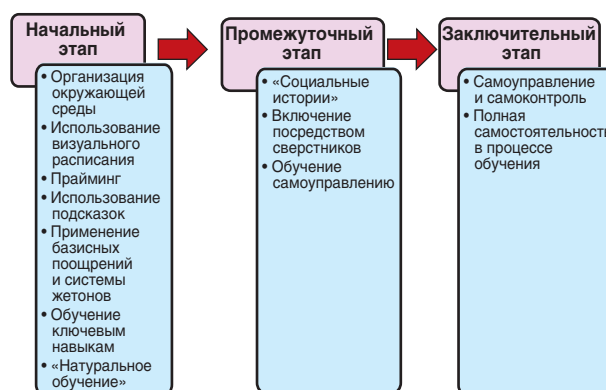 Начальный
этап
• Организация
окружающей
среды
• Использование
визуального
расписания
• Прайминг
• Использование
подсказок
• Применение
базисных
поощрений
и системы
жетонов
• Обучение
ключевым
навыкам
• «Натуральное
обучение»
Промежуточный
этап
• «Социальные
истории»
• Включение
посредством
сверстников
• Обучение
самоуправлению
Заключительный
этап
• Самоуправление
и самоконтроль
• Полная
самостоятельность
в процессе
обучения